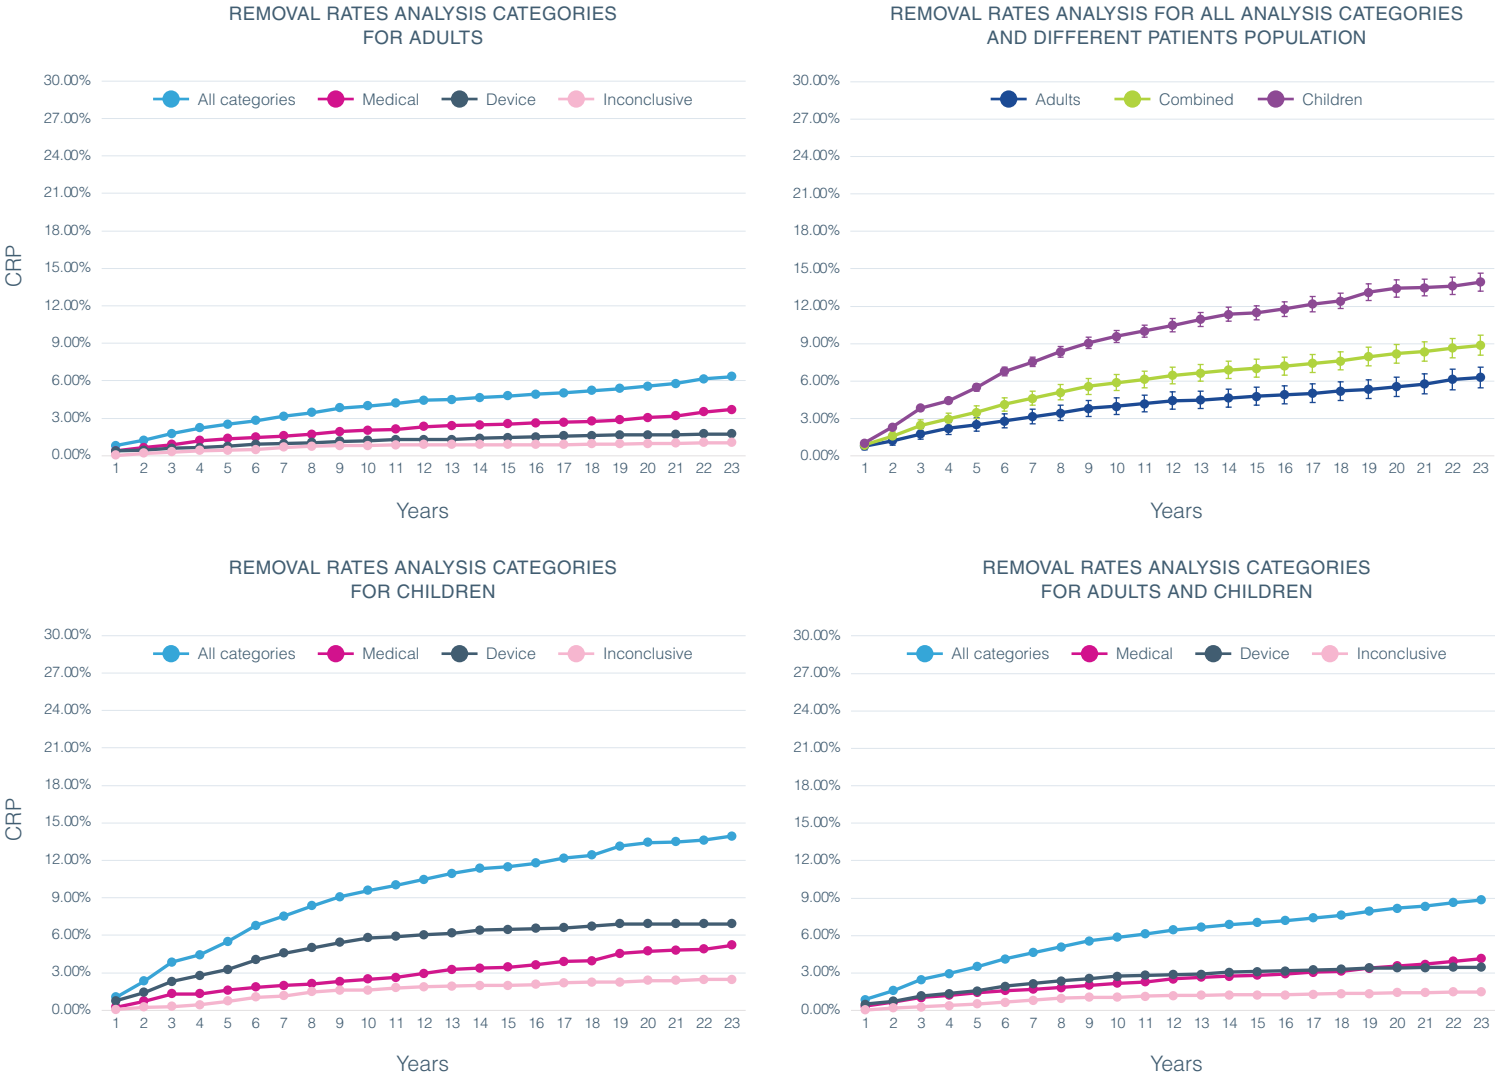 REMOVAL RATES ANALYSIS CATEGORIES
FOR ADULTS
30.00%
27.00%
24.00%
21.00%
18.00%
15.00%
12.00%
9.00%
6.00%
3.00%
0.00%
All categories Medical Device Inconclusive
CRP
1 2 3 4 5 6 7 8 9 10 11 12 13 14 15 16 17 18 19 20 21 22 23
Years
REMOVAL RATES ANALYSIS FOR ALL ANALYSIS CATEGORIES
AND DIFFERENT PATIENTS POPULATION
30.00%
27.00%
24.00%
21.00%
18.00%
15.00%
12.00%
9.00%
6.00%
3.00%
0.00%
Adults Combined Children
1 2 3 4 5 6 7 8 9 10 11 12 13 14 15 16 17 18 19 20 21 22 23
Years
REMOVAL RATES ANALYSIS CATEGORIES
FOR CHILDREN
30.00%
27.00%
24.00%
21.00%
18.00%
15.00%
12.00%
9.00%
6.00%
3.00%
0.00%
All categories Medical Device Inconclusive
CRP
1 2 3 4 5 6 7 8 9 10 11 12 13 14 15 16 17 18 19 20 21 22 23
Years
REMOVAL RATES ANALYSIS CATEGORIES
FOR ADULTS AND CHILDREN
30.00%
27.00%
24.00%
21.00%
18.00%
15.00%
12.00%
9.00%
6.00%
3.00%
0.00%
All categories Medical Device Inconclusive
1 2 3 4 5 6 7 8 9 10 11 12 13 14 15 16 17 18 19 20 21 22 23
Years